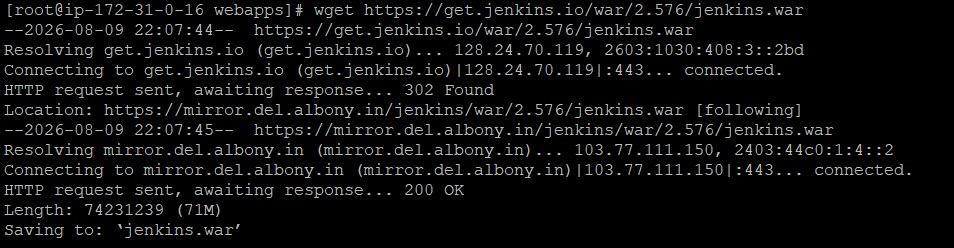 [root@ip-172-31-0-16 webapps]# wget https://get.jenkins.io/war/2.576/jenkins.war
--2026-08-09 22:07:44--  https://get.jenkins.io/war/2.576/jenkins.war
Resolving get.jenkins.io (get.jenkins.io)... 128.24.70.119, 2603:1030:408:3::2bd
Connecting to get.jenkins.io (get.jenkins.io)|128.24.70.119|:443... connected.
HTTP request sent, awaiting response... 302 Found
Location: https://mirror.del.albony.in/jenkins/war/2.576/jenkins.war [following]
--2026-08-09 22:07:45--  https://mirror.del.albony.in/jenkins/war/2.576/jenkins.war
Resolving mirror.del.albony.in (mirror.del.albony.in)... 103.77.111.150, 2403:44c0:1:4::2
Connecting to mirror.del.albony.in (mirror.del.albony.in)|103.77.111.150|:443... connected.
HTTP request sent, awaiting response... 200 OK
Length: 74231239 (71M)
Saving to: ‘jenkins.war’